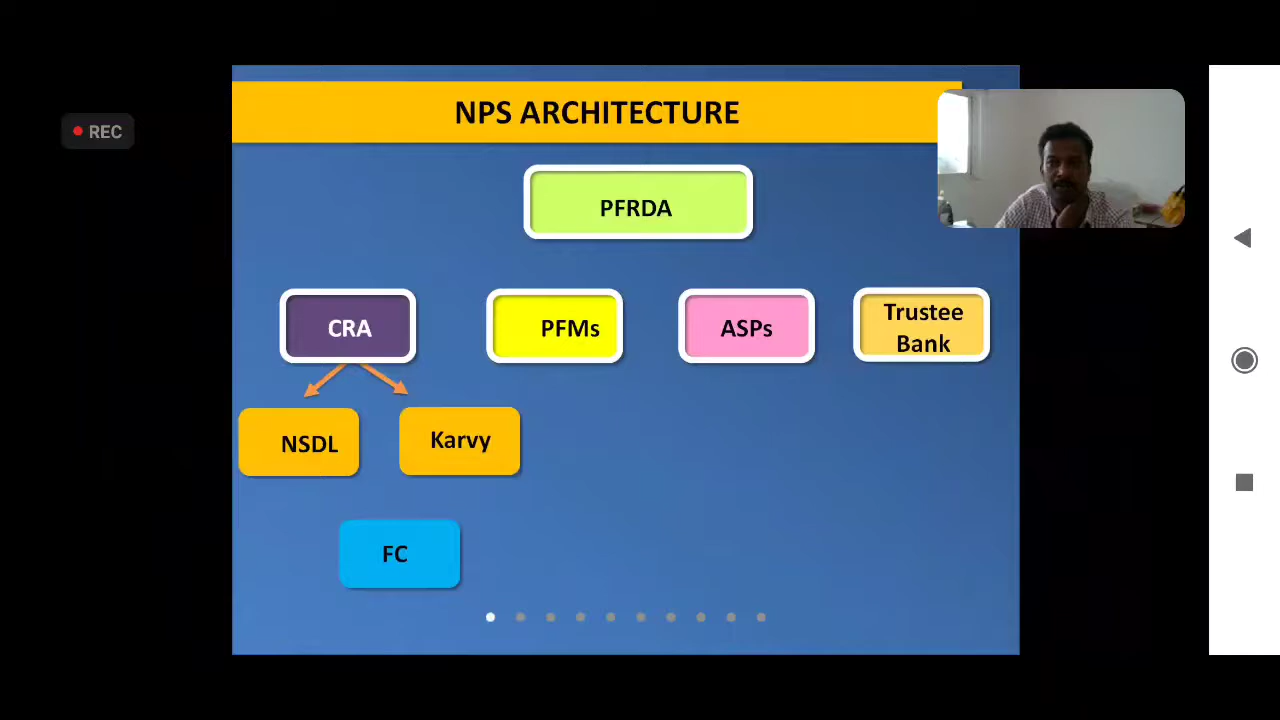 NPS ARCHITECTURE
REC
PFRDA
CRA
PFMs
ASPs
Trustee
Bank
NSDL
Karvy
FC